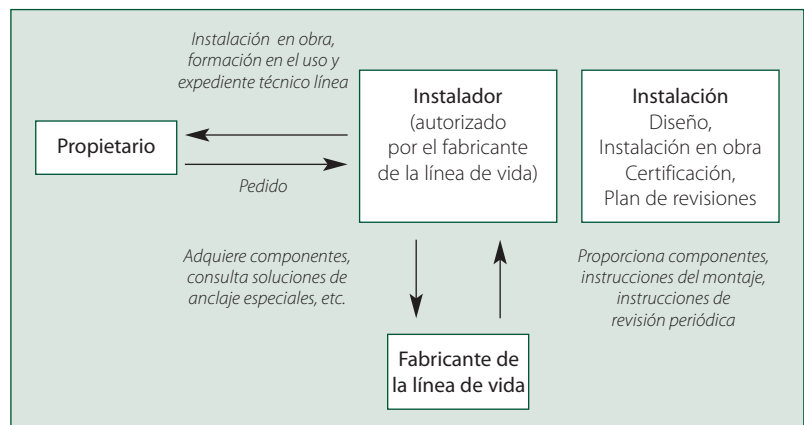 Instalación en obra,
formación en el uso y
expediente técnico línea
Propietario
Pedido
Instalador
(autorizado
por el fabricante
de la línea de vida)
Instalación
Diseño,
Instalación en obra
Certificación,
Plan de revisiones
Adquiere componentes,
consulta soluciones de
anclaje especiales, etc.
Proporciona componentes,
instrucciones del montaje,
instrucciones de
revisión periódica
Fabricante de
la línea de vida